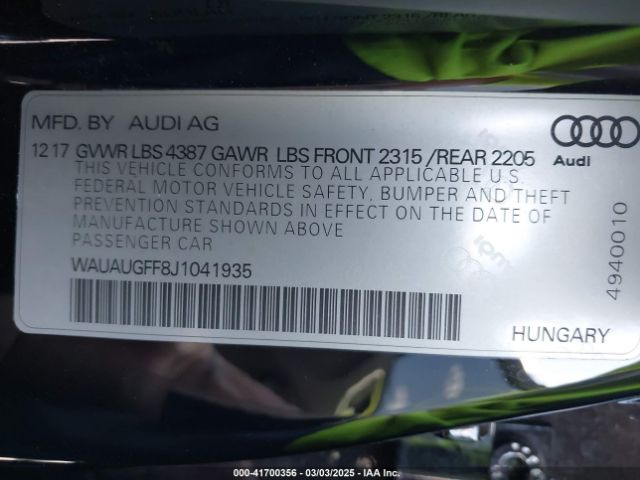 MFD. BY AUDI AG
12 17 GVWR LBS 4387 GAWR LBS FRONT 2315 /REAR 2205
THIS VEHICLE CONFORMS TO ALL APPLICABLE U.S.
FEDERAL MOTOR VEHICLE SAFETY, BUMPER AND THEFT
PREVENTION STANDARDS IN EFFECT ON THE DATE OF
MANUFACTURE SHOWN ABOVE
PASSENGER CAR
WAUAUGFF8J1041935
HUNGARY
Audi
4940010
000-41700356 | 03/03/2025 - IAAI.COM